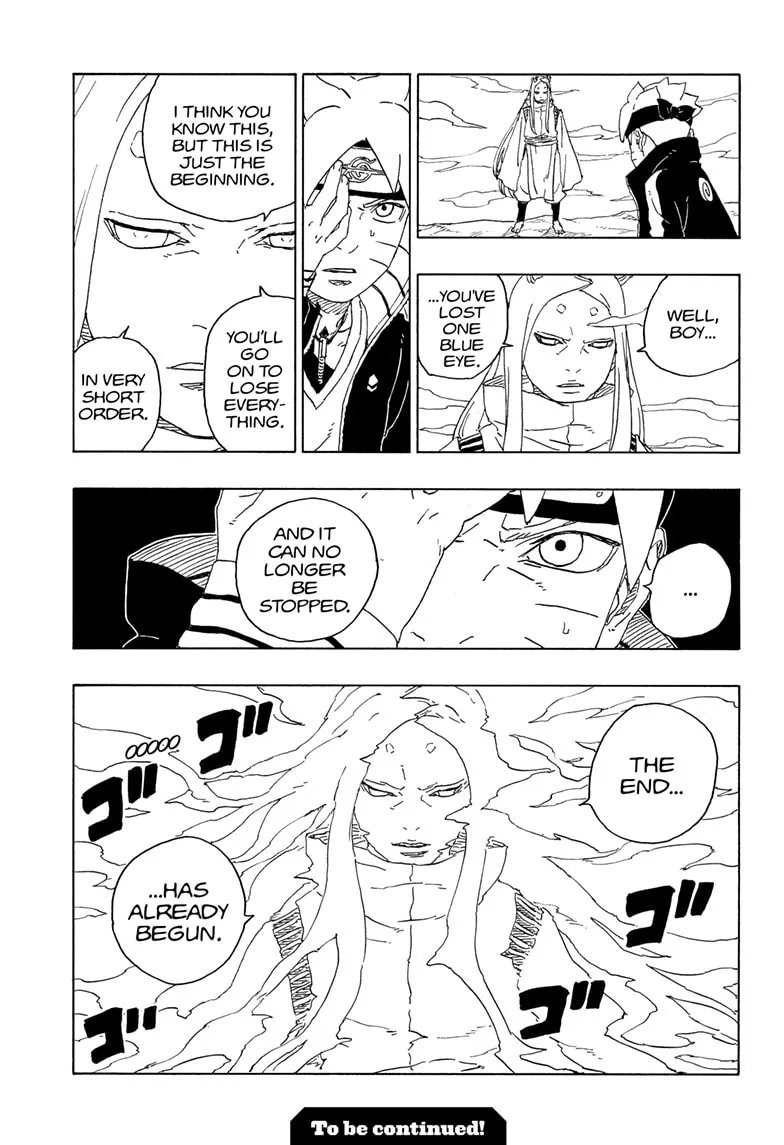 WELL,
BOY...
...YOU'VE
LOST
ONE
BLUE
EYE.
I THINK YOU
KNOW THIS,
BUT THIS IS
JUST THE
BEGINNING.
YOU'LL
GO ON
TO LOSE
EVERY-
THING.
IN VERY
SHORT
ORDER.
...
AND IT
CAN NO
LONGER
BE
STOPPED.
THE
END...
ゴ
ゴ
OOOOO
...HAS
ALREADY
BEGUN.
ゴ
ゴ
ゴ
To be continued!